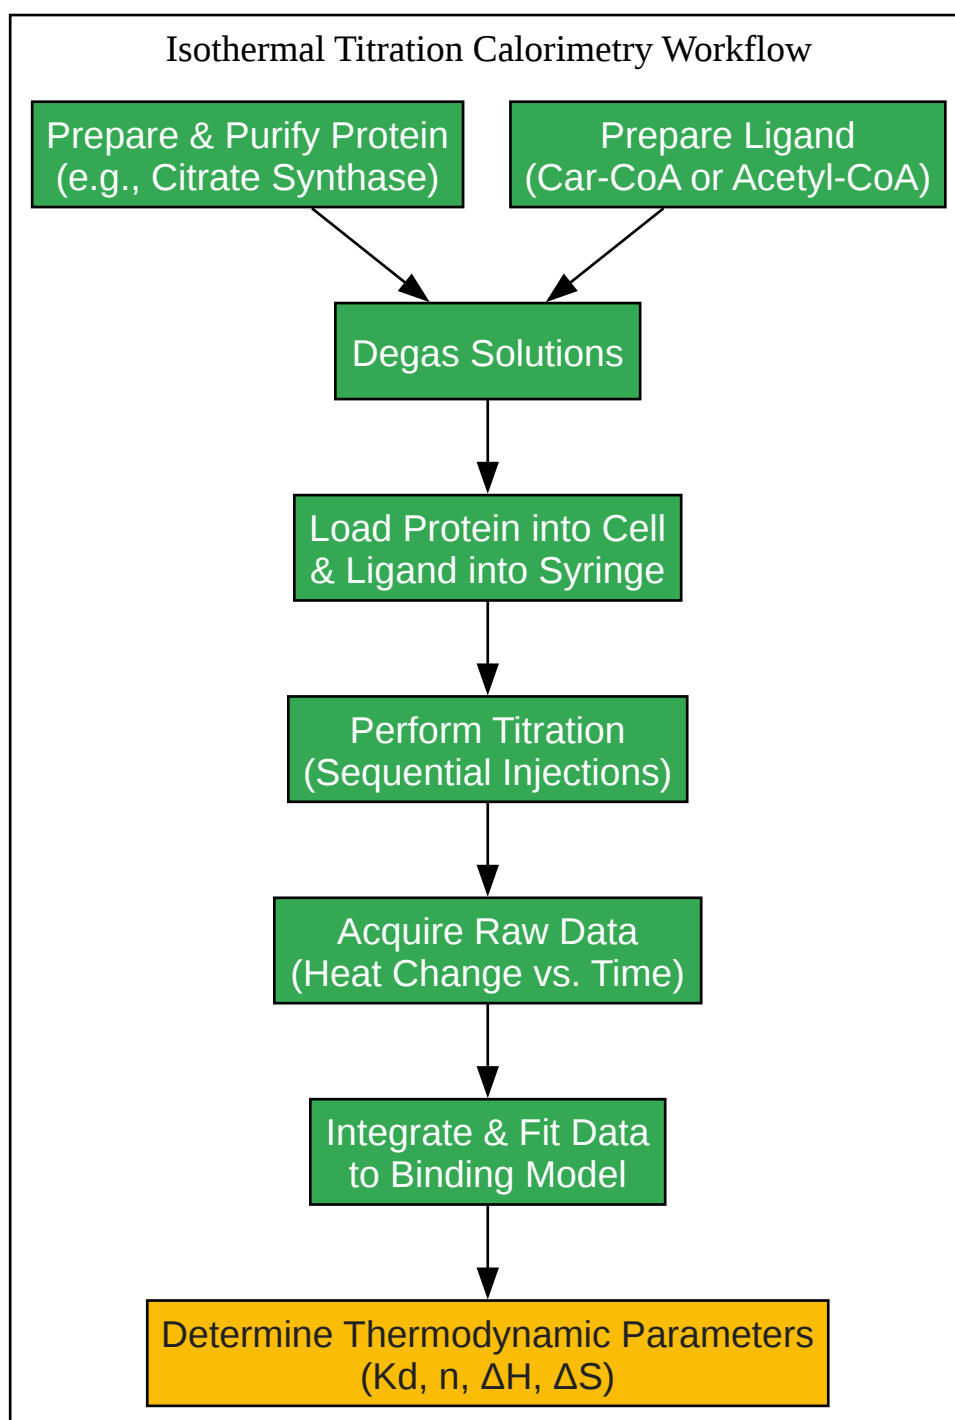 Isothermal Titration Calorimetry Workflow
Prepare & Purify Protein
(e.g., Citrate Synthase)
Prepare Ligand
(Car-CoA or Acetyl-CoA)
Degas Solutions
Load Protein into Cell
& Ligand into Syringe
Perform Titration
(Sequential Injections)
Acquire Raw Data
(Heat Change vs. Time)
Integrate & Fit Data
to Binding Model
Determine Thermodynamic Parameters
(Kd, n, ΔH, ΔS)